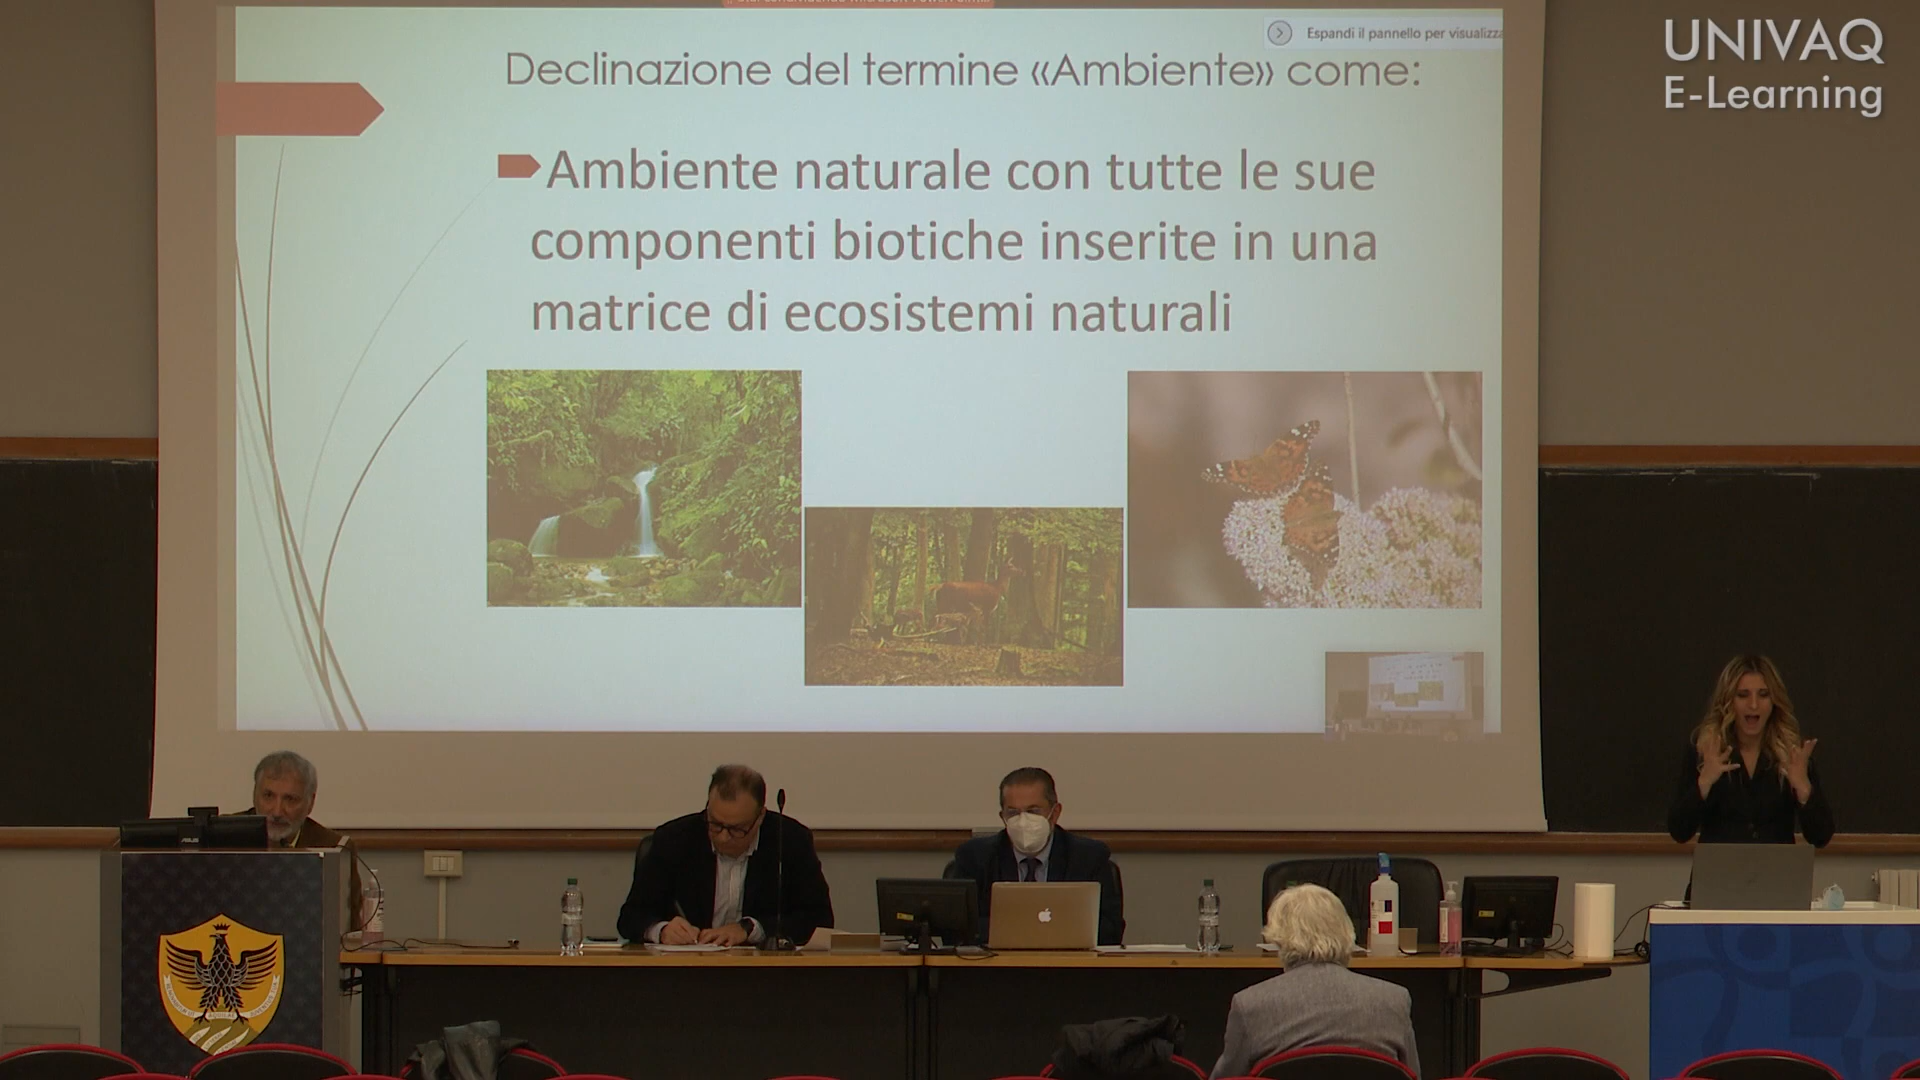 Espandi il pannello per visualizza
UNIVAQ
E-Learning
Declinazione del termine «Ambiente» come:
Ambiente naturale con tutte le sue
componenti biotiche inserite in una
matrice di ecosistemi naturali